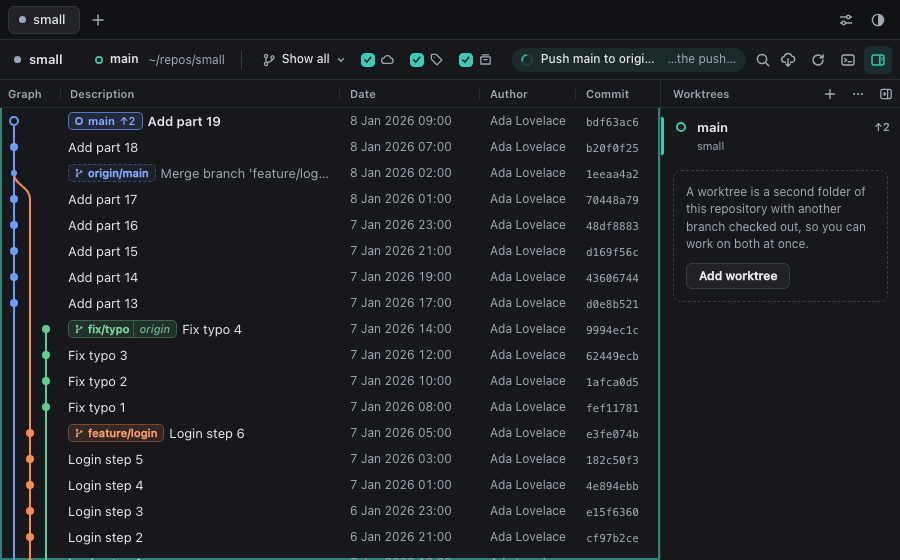 small
small main ~/repos/small Show all Push main to origi... ...the push...
Graph Description Date Author Commit Worktrees
main ↑2 Add part 19 8 Jan 2026 09:00 Ada Lovelace bdf63ac6
Add part 18 8 Jan 2026 07:00 Ada Lovelace b20f0f25
origin/main Merge branch 'feature/log... 8 Jan 2026 02:00 Ada Lovelace 1eeaa4a2
Add part 17 8 Jan 2026 01:00 Ada Lovelace 70448a79
Add part 16 7 Jan 2026 23:00 Ada Lovelace 48df8883
Add part 15 7 Jan 2026 21:00 Ada Lovelace d169f56c
Add part 14 7 Jan 2026 19:00 Ada Lovelace 43606744
Add part 13 7 Jan 2026 17:00 Ada Lovelace d0e8b521
fix/typo origin Fix typo 4 7 Jan 2026 14:00 Ada Lovelace 9994ec1c
Fix typo 3 7 Jan 2026 12:00 Ada Lovelace 62449ecb
Fix typo 2 7 Jan 2026 10:00 Ada Lovelace 1afca0d5
Fix typo 1 7 Jan 2026 08:00 Ada Lovelace fef11781
feature/login Login step 6 7 Jan 2026 05:00 Ada Lovelace e3fe074b
Login step 5 7 Jan 2026 03:00 Ada Lovelace 182c50f3
Login step 4 7 Jan 2026 01:00 Ada Lovelace 4e894ebb
Login step 3 6 Jan 2026 23:00 Ada Lovelace e15f6360
Login step 2 6 Jan 2026 21:00 Ada Lovelace cf97b2ce
main ↑2
small
A worktree is a second folder of
this repository with another
branch checked out, so you can
work on both at once.
Add worktree